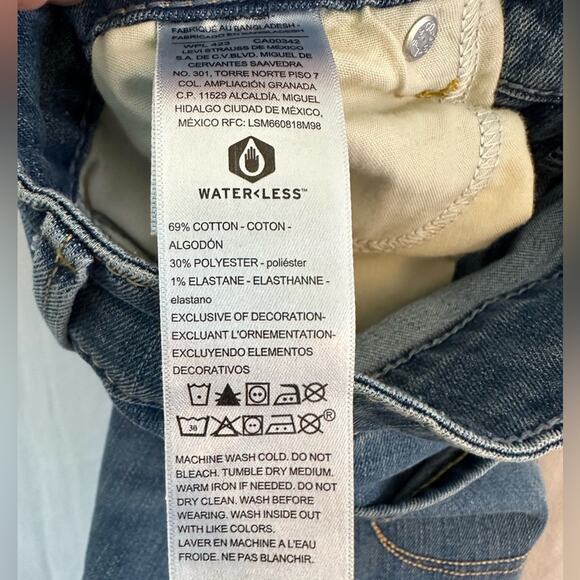 FABRIQUÉ AU BANGLADESH -
FABRICADO EN BANGLADESH
WPL 423 CA00342
LEVI STRAUSS DE MÉXICO
S.A. DE C.V.BLVD. MIGUEL DE
CERVANTES SAAVEDRA
NO. 301, TORRE NORTE PISO 7
COL. AMPLIACIÓN GRANADA
C.P. 11529 ALCALDÍA. MIGUEL
HIDALGO CIUDAD DE MÉXICO,
MÉXICO RFC: LSM660818M98
WATER<LESS™
69% COTTON - COTON -
ALGODÓN
30% POLYESTER - poliéster
1% ELASTANE - ELASTHANNE -
elastano
EXCLUSIVE OF DECORATION-
EXCLUANT L'ORNEMENTATION-
EXCLUYENDO ELEMENTOS
DECORATIVOS
30 ®
MACHINE WASH COLD. DO NOT
BLEACH. TUMBLE DRY MEDIUM.
WARM IRON IF NEEDED. DO NOT
DRY CLEAN. WASH BEFORE
WEARING. WASH INSIDE OUT
WITH LIKE COLORS.
LAVER EN MACHINE A L'EAU
FROIDE. NE PAS BLANCHIR.